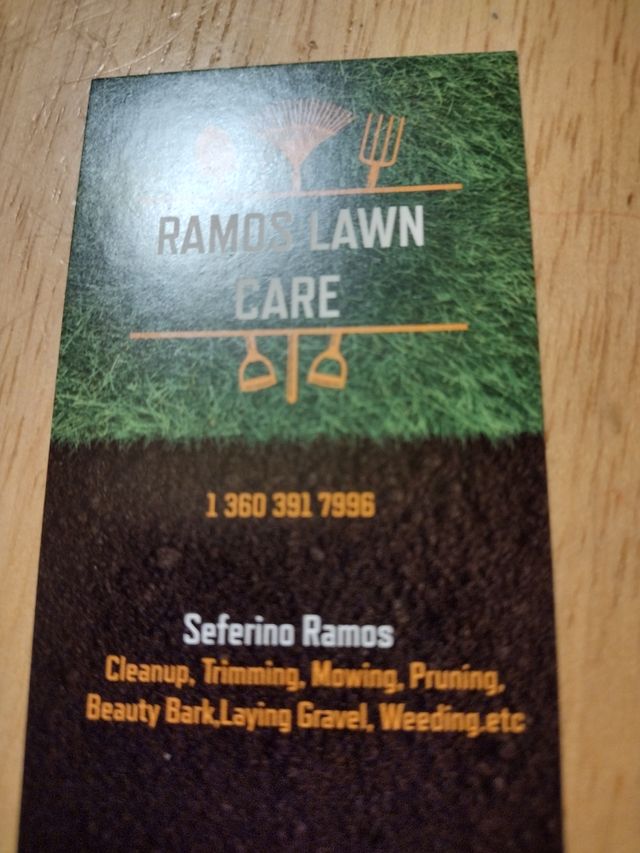 RAMOS LAWN
CARE
1 360 391 7996
Seferino Ramos
Cleanup, Trimming, Mowing, Pruning,
Beauty Bark,Laying Gravel, Weeding.etc